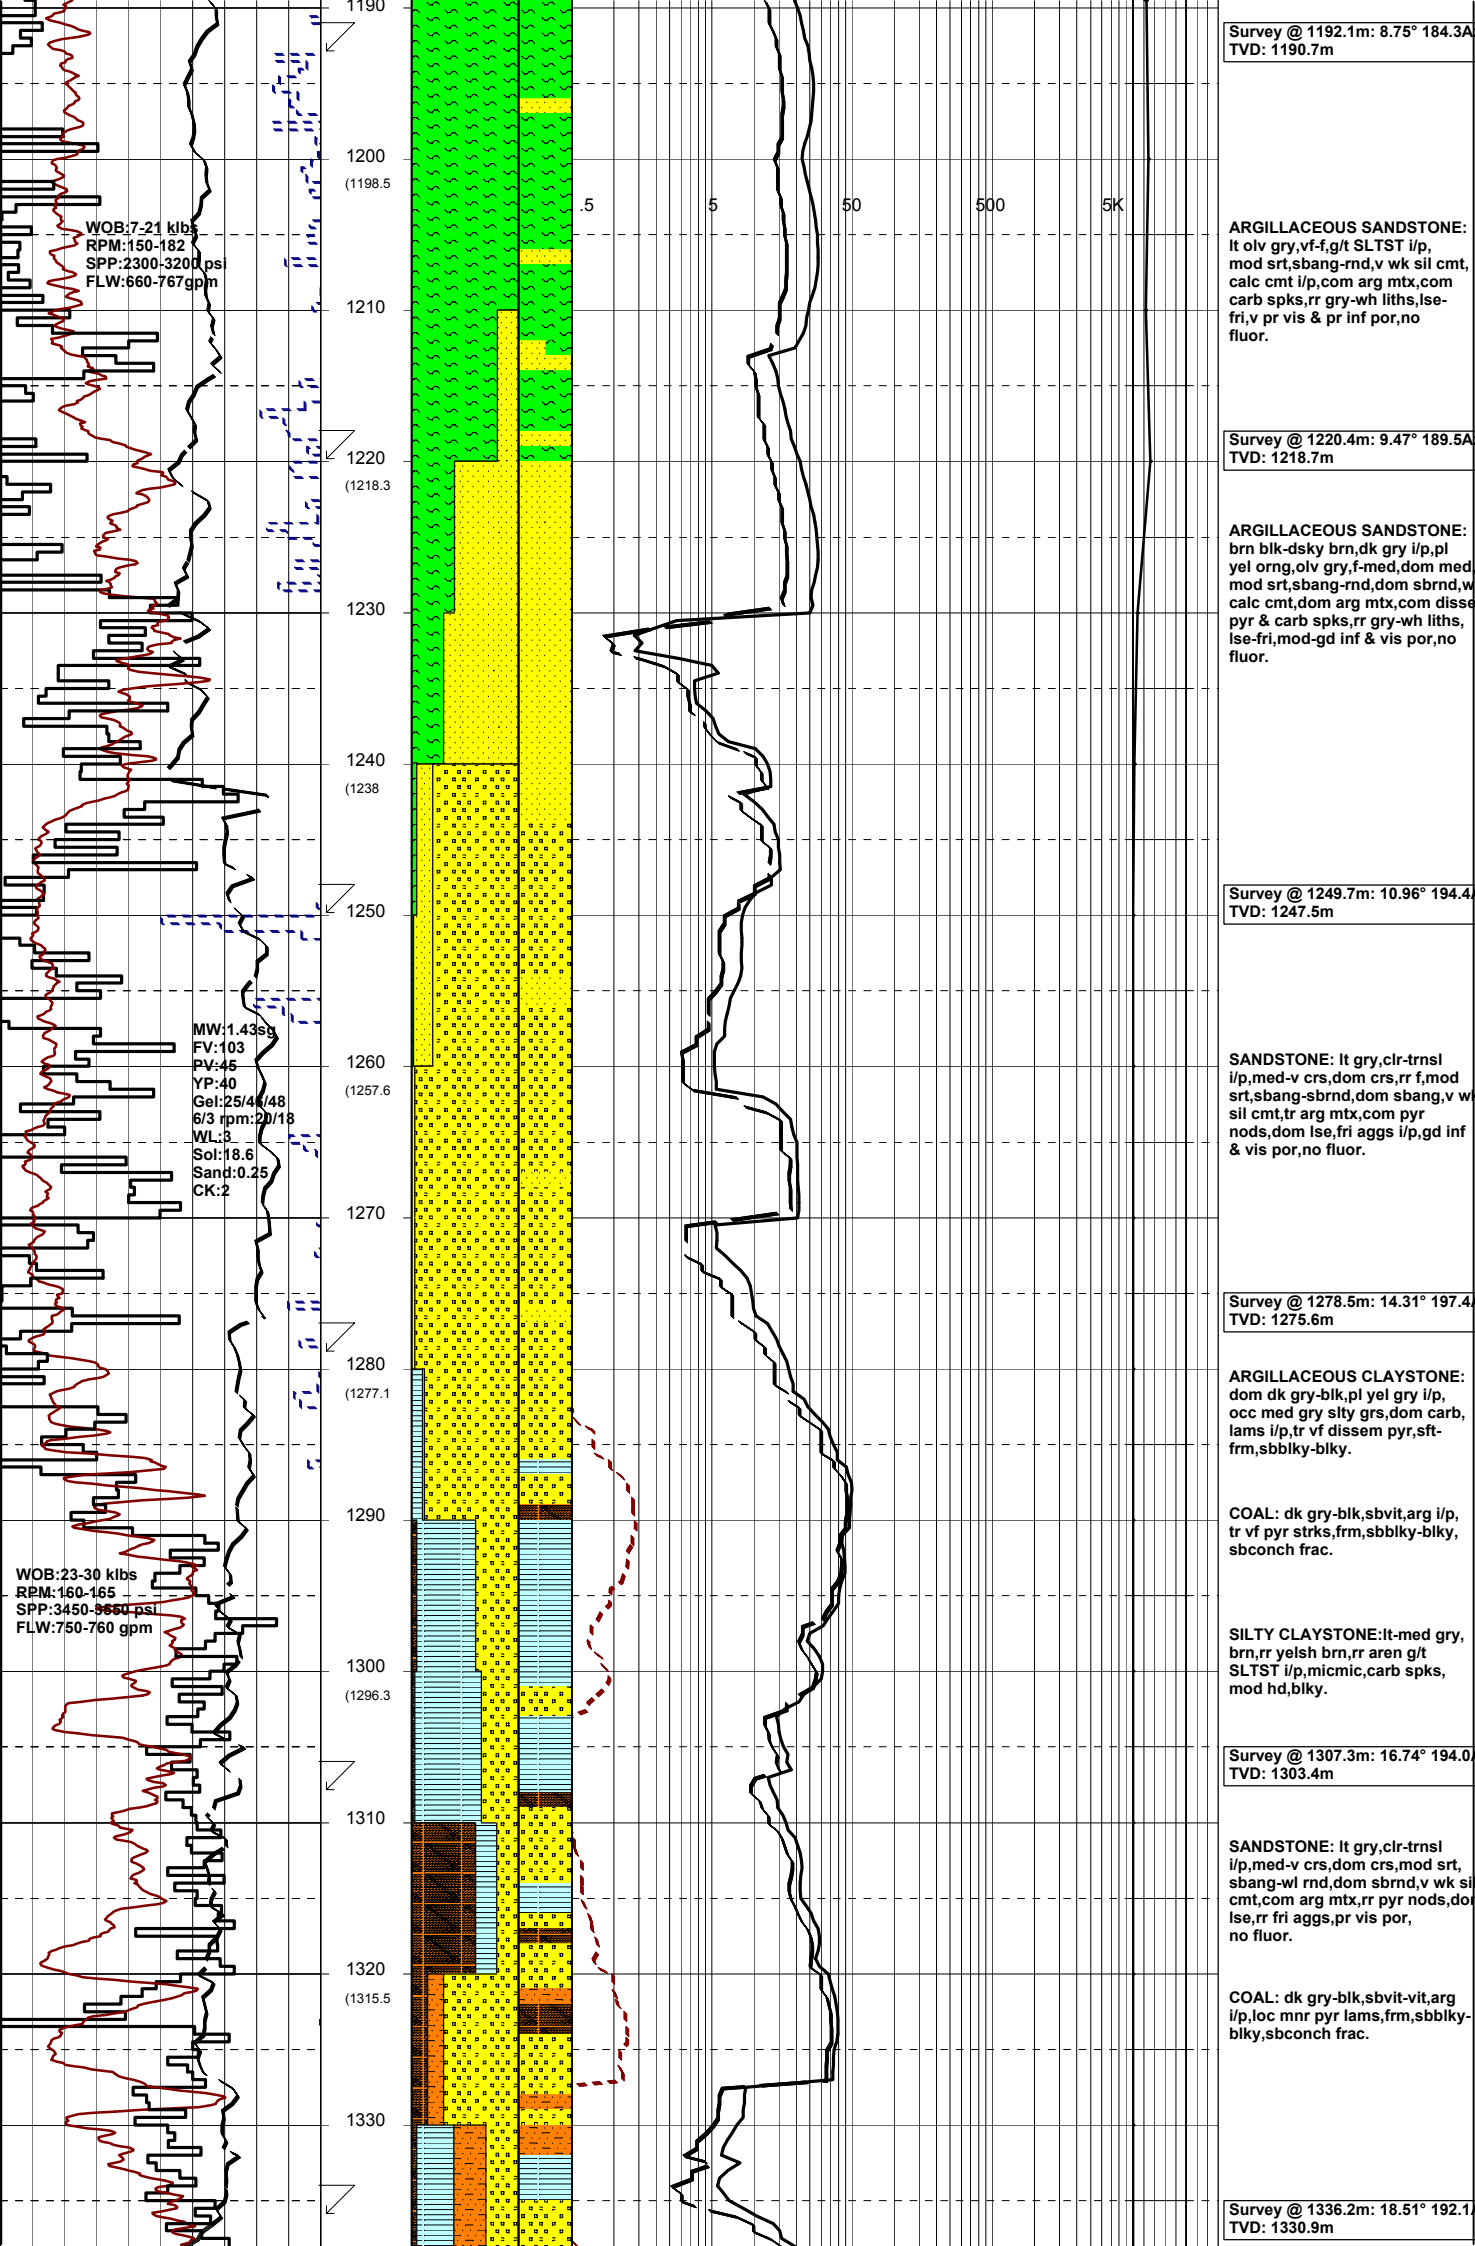 1190
Survey @ 1192.1m: 8.75° 184.3A
TVD: 1190.7m
1200
(1198.5
.5 5 50 500 5K
WOB:7-21 klbs
RPM:150-182
SPP:2300-3200 psi
FLW:660-767gpm
ARGILLACEOUS SANDSTONE:
lt olv gry,vf-f,g/t SLTST i/p,
mod srt,sbang-rnd,v wk sil cmt,
calc cmt i/p,com arg mtx,com
carb spks,rr gry-wh liths,lse-
fri,v pr vis & pr inf por,no
fluor.
1210
Survey @ 1220.4m: 9.47° 189.5A
TVD: 1218.7m
1220
(1218.3
ARGILLACEOUS SANDSTONE:
brn blk-dsky brn,dk gry i/p,pl
yel orng,olv gry,f-med,dom med,
mod srt,sbang-rnd,dom sbrnd,w
calc cmt,dom arg mtx,com disse
pyr & carb spks,rr gry-wh liths,
lse-fri,mod-gd inf & vis por,no
fluor.
1230
1240
(1238
Survey @ 1249.7m: 10.96° 194.4
TVD: 1247.5m
1250
MW:1.43sg
FV:103
PV:45
YP:40
Gel:25/46/48
6/3 rpm:20/18
WL:3
Sol:18.6
Sand:0.25
CK:2
1260
(1257.6
SANDSTONE: lt gry,clr-trnsl
i/p,med-v crs,dom crs,rr f,mod
srt,sbang-sbrnd,dom sbang,v wk
sil cmt,tr arg mtx,com pyr
nods,dom lse,fri aggs i/p,gd inf
& vis por,no fluor.
1270
Survey @ 1278.5m: 14.31° 197.4
TVD: 1275.6m
1280
(1277.1
ARGILLACEOUS CLAYSTONE:
dom dk gry-blk,pl yel gry i/p,
occ med gry slty grs,dom carb,
lams i/p,tr vf dissem pyr,sft-
frm,sbblky-blky.
1290
COAL: dk gry-blk,sbvit,arg i/p,
tr vf pyr strks,frm,sbblky-blky,
sbconch frac.
WOB:23-30 klbs
RPM:160-165
SPP:3450-3550 psi
FLW:750-760 gpm
SILTY CLAYSTONE:lt-med gry,
brn,rr yelsh brn,rr aren g/t
SLTST i/p,micmic,carb spks,
mod hd,blky.
1300
(1296.3
Survey @ 1307.3m: 16.74° 194.0
TVD: 1303.4m
1310
SANDSTONE: lt gry,clr-trnsl
i/p,med-v crs,dom crs,mod srt,
sbang-wl rnd,dom sbrnd,v wk sil
cmt,com arg mtx,rr pyr nods,dom
lse,rr fri aggs,pr vis por,
no fluor.
1320
(1315.5
COAL: dk gry-blk,sbvit-vit,arg
i/p,loc mnr pyr lams,frm,sbblky-
blky,sbconch frac.
1330
Survey @ 1336.2m: 18.51° 192.1
TVD: 1330.9m